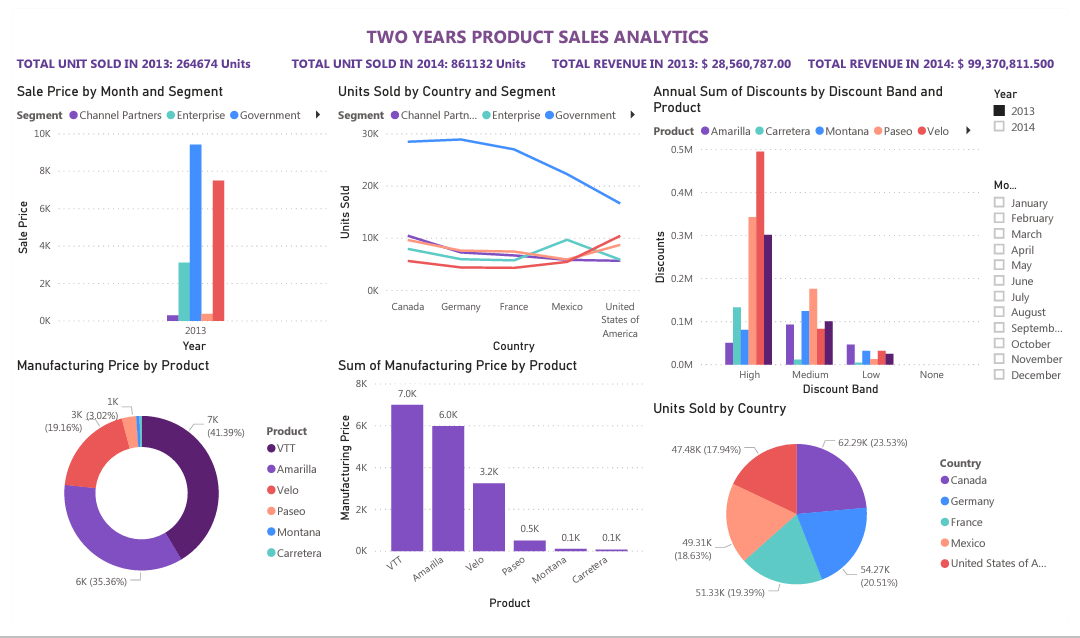 TWO YEARS PRODUCT SALES ANALYTICS
TOTAL UNIT SOLD IN 2013: 264674 Units
TOTAL UNIT SOLD IN 2014: 861132 Units
TOTAL REVENUE IN 2013: $ 28,560,787.00
TOTAL REVENUE IN 2014: $ 99,370,811.500
Sale Price by Month and Segment
Segment Channel Partners Enterprise Government
10K
8K
6K
4K
2K
0K
Sale Price
2013
Year
Units Sold by Country and Segment
Segment Channel Partn... Enterprise Government
30K
20K
10K
0K
Units Sold
Canada Germany France Mexico United
States of
America
Country
Annual Sum of Discounts by Discount Band and
Product
Product Amarilla Carretera Montana Paseo Velo
0.5M
0.4M
0.3M
0.2M
0.1M
0.0M
Discounts
High Medium Low None
Discount Band
Year
2013
2014
Mo...
January
February
March
April
May
June
July
August
Septemb...
October
November
December
Manufacturing Price by Product
1K
(3.02%)
3K
(19.16%)
7K
(41.39%)
6K (35.36%)
Product
VTT
Amarilla
Velo
Paseo
Montana
Carretera
Sum of Manufacturing Price by Product
8K
6K
4K
2K
0K
Manufacturing Price
7.0K
6.0K
3.2K
0.5K
0.1K
0.1K
VTT
Amarilla
Velo
Paseo
Montana
Carretera
Product
Units Sold by Country
47.48K (17.94%)
62.29K (23.53%)
49.31K
(18.63%)
54.27K
(20.51%)
51.33K (19.39%)
Country
Canada
Germany
France
Mexico
United States of A...